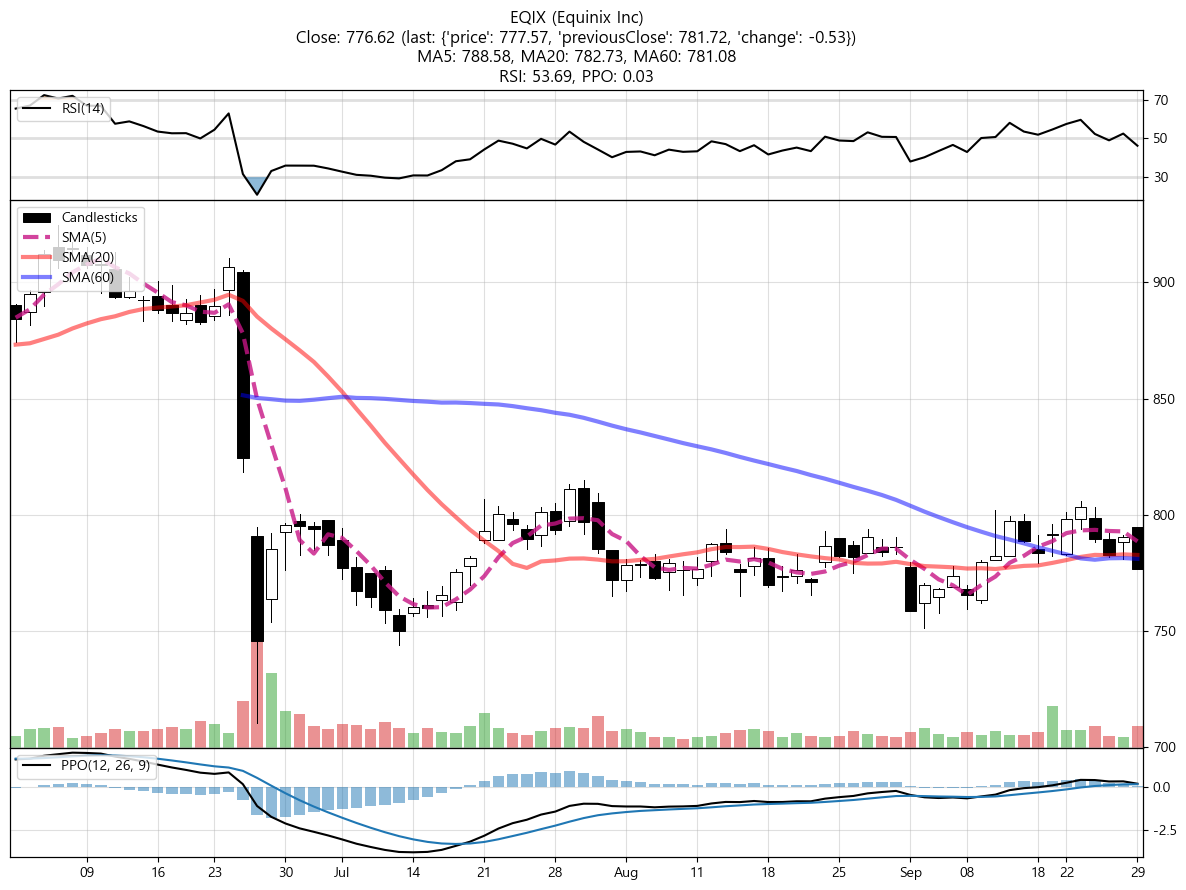 EQIX (Equinix Inc)
Close: 776.62 (last: {'price': 777.57, 'previousClose': 781.72, 'change': -0.53})
MA5: 788.58, MA20: 782.73, MA60: 781.08
RSI: 53.69, PPO: 0.03
RSI(14)
70
50
30
Candlesticks
SMA(5)
SMA(20)
SMA(60)
900
850
800
750
700
PPO(12, 26, 9)
0.0
-2.5
09 16 23 30 Jul 14 21 28 Aug 11 18 25 Sep 08 18 22 29